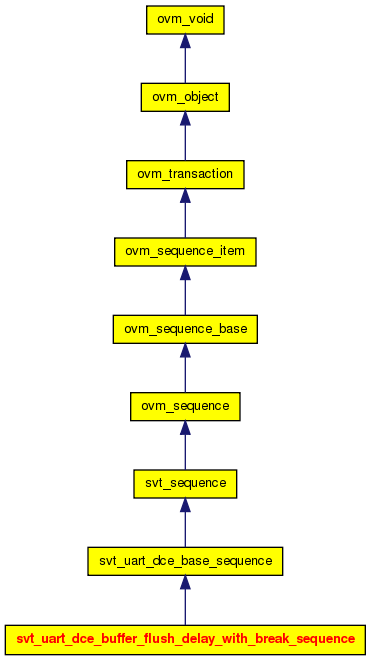 ovm_void
ovm_object
ovm_transaction
ovm_sequence_item
ovm_sequence_base
ovm_sequence
svt_sequence
svt_uart_dce_base_sequence
svt_uart_dce_buffer_flush_delay_with_break_sequence